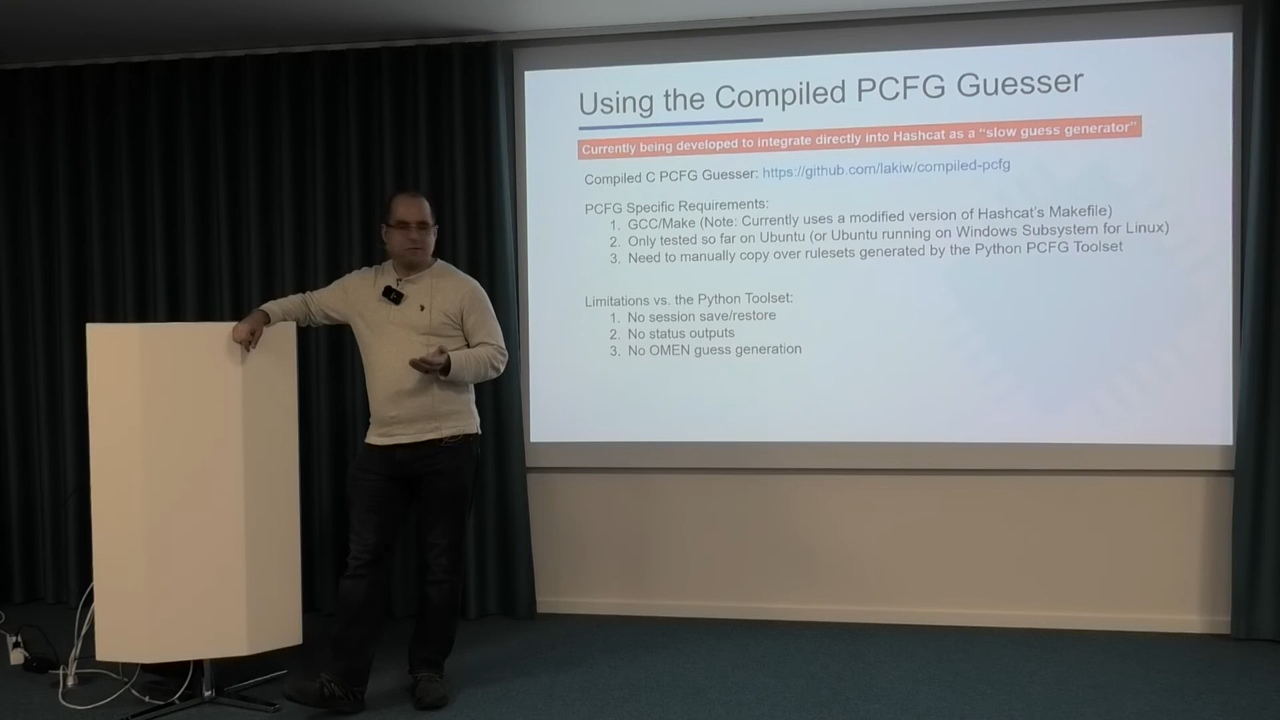 Using the Compiled PCFG Guesser
Currently being developed to integrate directly into Hashcat as a "slow guess generator"
Compiled C PCFG Guesser: https://github.com/lakiw/compiled-pcfg
PCFG Specific Requirements:
1. GCC/Make (Note: Currently uses a modified version of Hashcat's Makefile)
2. Only tested so far on Ubuntu (or Ubuntu running on Windows Subsystem for Linux)
3. Need to manually copy over rulesets generated by the Python PCFG Toolset
Limitations vs. the Python Toolset:
1. No session save/restore
2. No status outputs
3. No OMEN guess generation